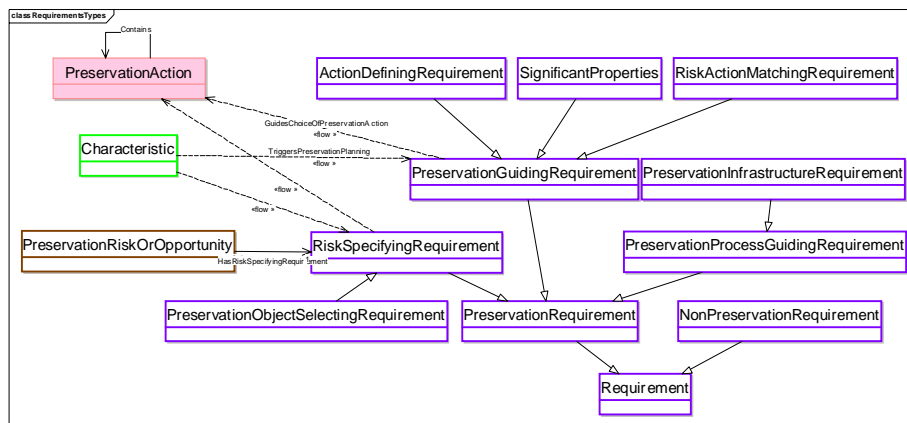 class RequirementsTypes
Contains
PreservationAction
ActionDefiningRequirement
SignificantProperties
RiskActionMatchingRequirement
GuidesChoiceOfPreservationAction
«flow »
Characteristic
TriggersPreservationPlanning
«flow »
PreservationGuidingRequirement
PreservationInfrastructureRequirement
«flow »
«flow »
PreservationRiskOrOpportunity
RiskSpecifyingRequirement
PreservationProcessGuidingRequirement
HasRiskSpecifyingRequirement
PreservationObjectSelectingRequirement
PreservationRequirement
NonPreservationRequirement
Requirement